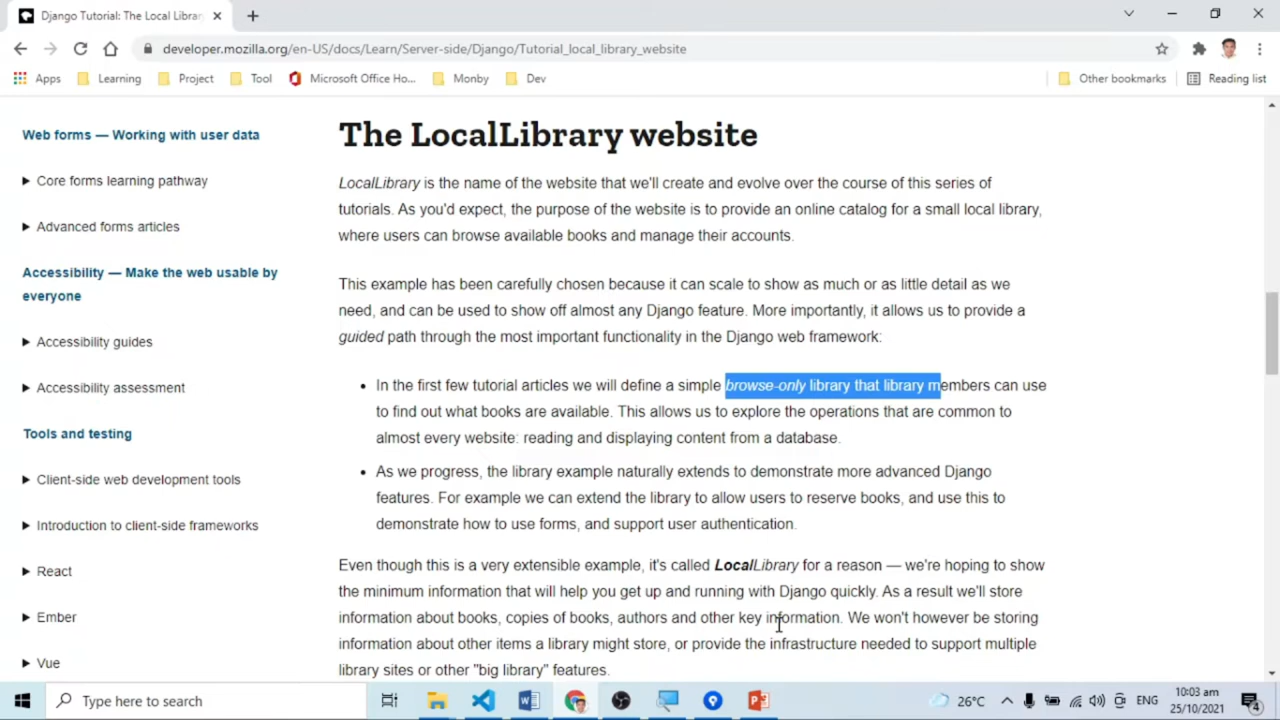 Django Tutorial: The Local Librar
developer.mozilla.org/en-US/docs/Learn/Server-side/Django/Tutorial_local_library_website
Apps Learning Project Tool Microsoft Office Ho... Monby Dev Other bookmarks Reading list
Web forms — Working with user data
Core forms learning pathway
Advanced forms articles
Accessibility — Make the web usable by
everyone
Accessibility guides
Accessibility assessment
Tools and testing
Client-side web development tools
Introduction to client-side frameworks
React
Ember
Vue
The LocalLibrary website
LocalLibrary is the name of the website that we'll create and evolve over the course of this series of
tutorials. As you'd expect, the purpose of the website is to provide an online catalog for a small local library,
where users can browse available books and manage their accounts.
This example has been carefully chosen because it can scale to show as much or as little detail as we
need, and can be used to show off almost any Django feature. More importantly, it allows us to provide a
guided path through the most important functionality in the Django web framework:
• In the first few tutorial articles we will define a simple browse-only library that library members can use
to find out what books are available. This allows us to explore the operations that are common to
almost every website: reading and displaying content from a database.
• As we progress, the library example naturally extends to demonstrate more advanced Django
features. For example we can extend the library to allow users to reserve books, and use this to
demonstrate how to use forms, and support user authentication.
Even though this is a very extensible example, it's called LocalLibrary for a reason — we're hoping to show
the minimum information that will help you get up and running with Django quickly. As a result we'll store
information about books, copies of books, authors and other key information. We won't however be storing
information about other items a library might store, or provide the infrastructure needed to support multiple
library sites or other "big library" features.
Type here to search
26°C ENG
10:03 am
25/10/2021
4